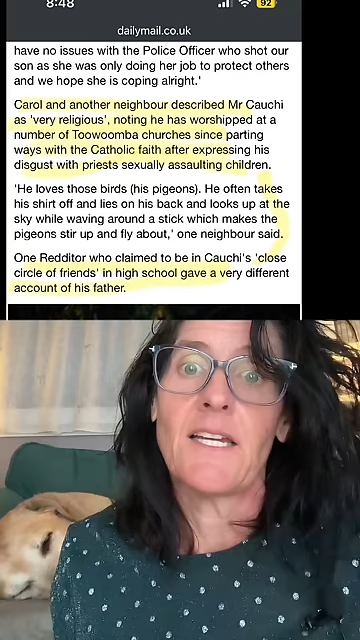 8:48
92
dailymail.co.uk
have no issues with the Police Officer who shot our
son as she was only doing her job to protect others
and we hope she is coping alright.'
Carol and another neighbour described Mr Cauchi
as 'very religious', noting he has worshipped at a
number of Toowoomba churches since parting
ways with the Catholic faith after expressing his
disgust with priests sexually assaulting children.
'He loves those birds (his pigeons). He often takes
his shirt off and lies on his back and looks up at the
sky while waving around a stick which makes the
pigeons stir up and fly about,' one neighbour said.
One Redditor who claimed to be in Cauchi's 'close
circle of friends' in high school gave a very different
account of his father.